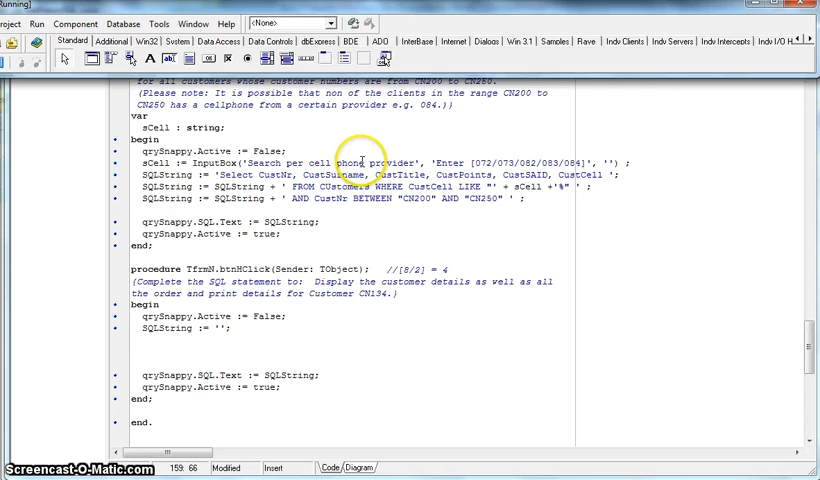 Running]
roject Run Component Database Tools Window Help <None>
Standard Additional Win32 System Data Access Data Controls dbExpress BDE ADO InterBase Internet Dialogs Win 3.1 Samples Rave Indy Clients Indy Servers Indy Intercepts Indy I/O H
for all customers whose customer numbers are from CN200 to CN250.
(Please note: It is possible that non of the clients in the range CN200 to
CN250 has a cellphone from a certain provider e.g. 084.)}
var
sCell : string;
begin
qrySnappy.Active := False;
sCell := InputBox('Search per cell phone provider', 'Enter [072/073/082/083/084]', '') ;
SQLString := 'Select CustNr, CustSurname, CustTitle, CustPoints, CustSAID, CustCell ';
SQLString := SQLString + ' FROM CUstomers WHERE CustCell LIKE "' + sCell +'%" ' ;
SQLString := SQLString + ' AND CustNr BETWEEN "CN200" AND "CN250" ' ;
qrySnappy.SQL.Text := SQLString;
qrySnappy.Active := true;
end;
procedure TfrmN.btnHClick(Sender: TObject); //[8/2] = 4
{Complete the SQL statement to: Display the customer details as well as all
the order and print details for Customer CN134.}
begin
qrySnappy.Active := False;
SQLString := '';
qrySnappy.SQL.Text := SQLString;
qrySnappy.Active := true;
end;
end.
159: 66 Modified Insert Code Diagram
Screencast-O-Matic.com